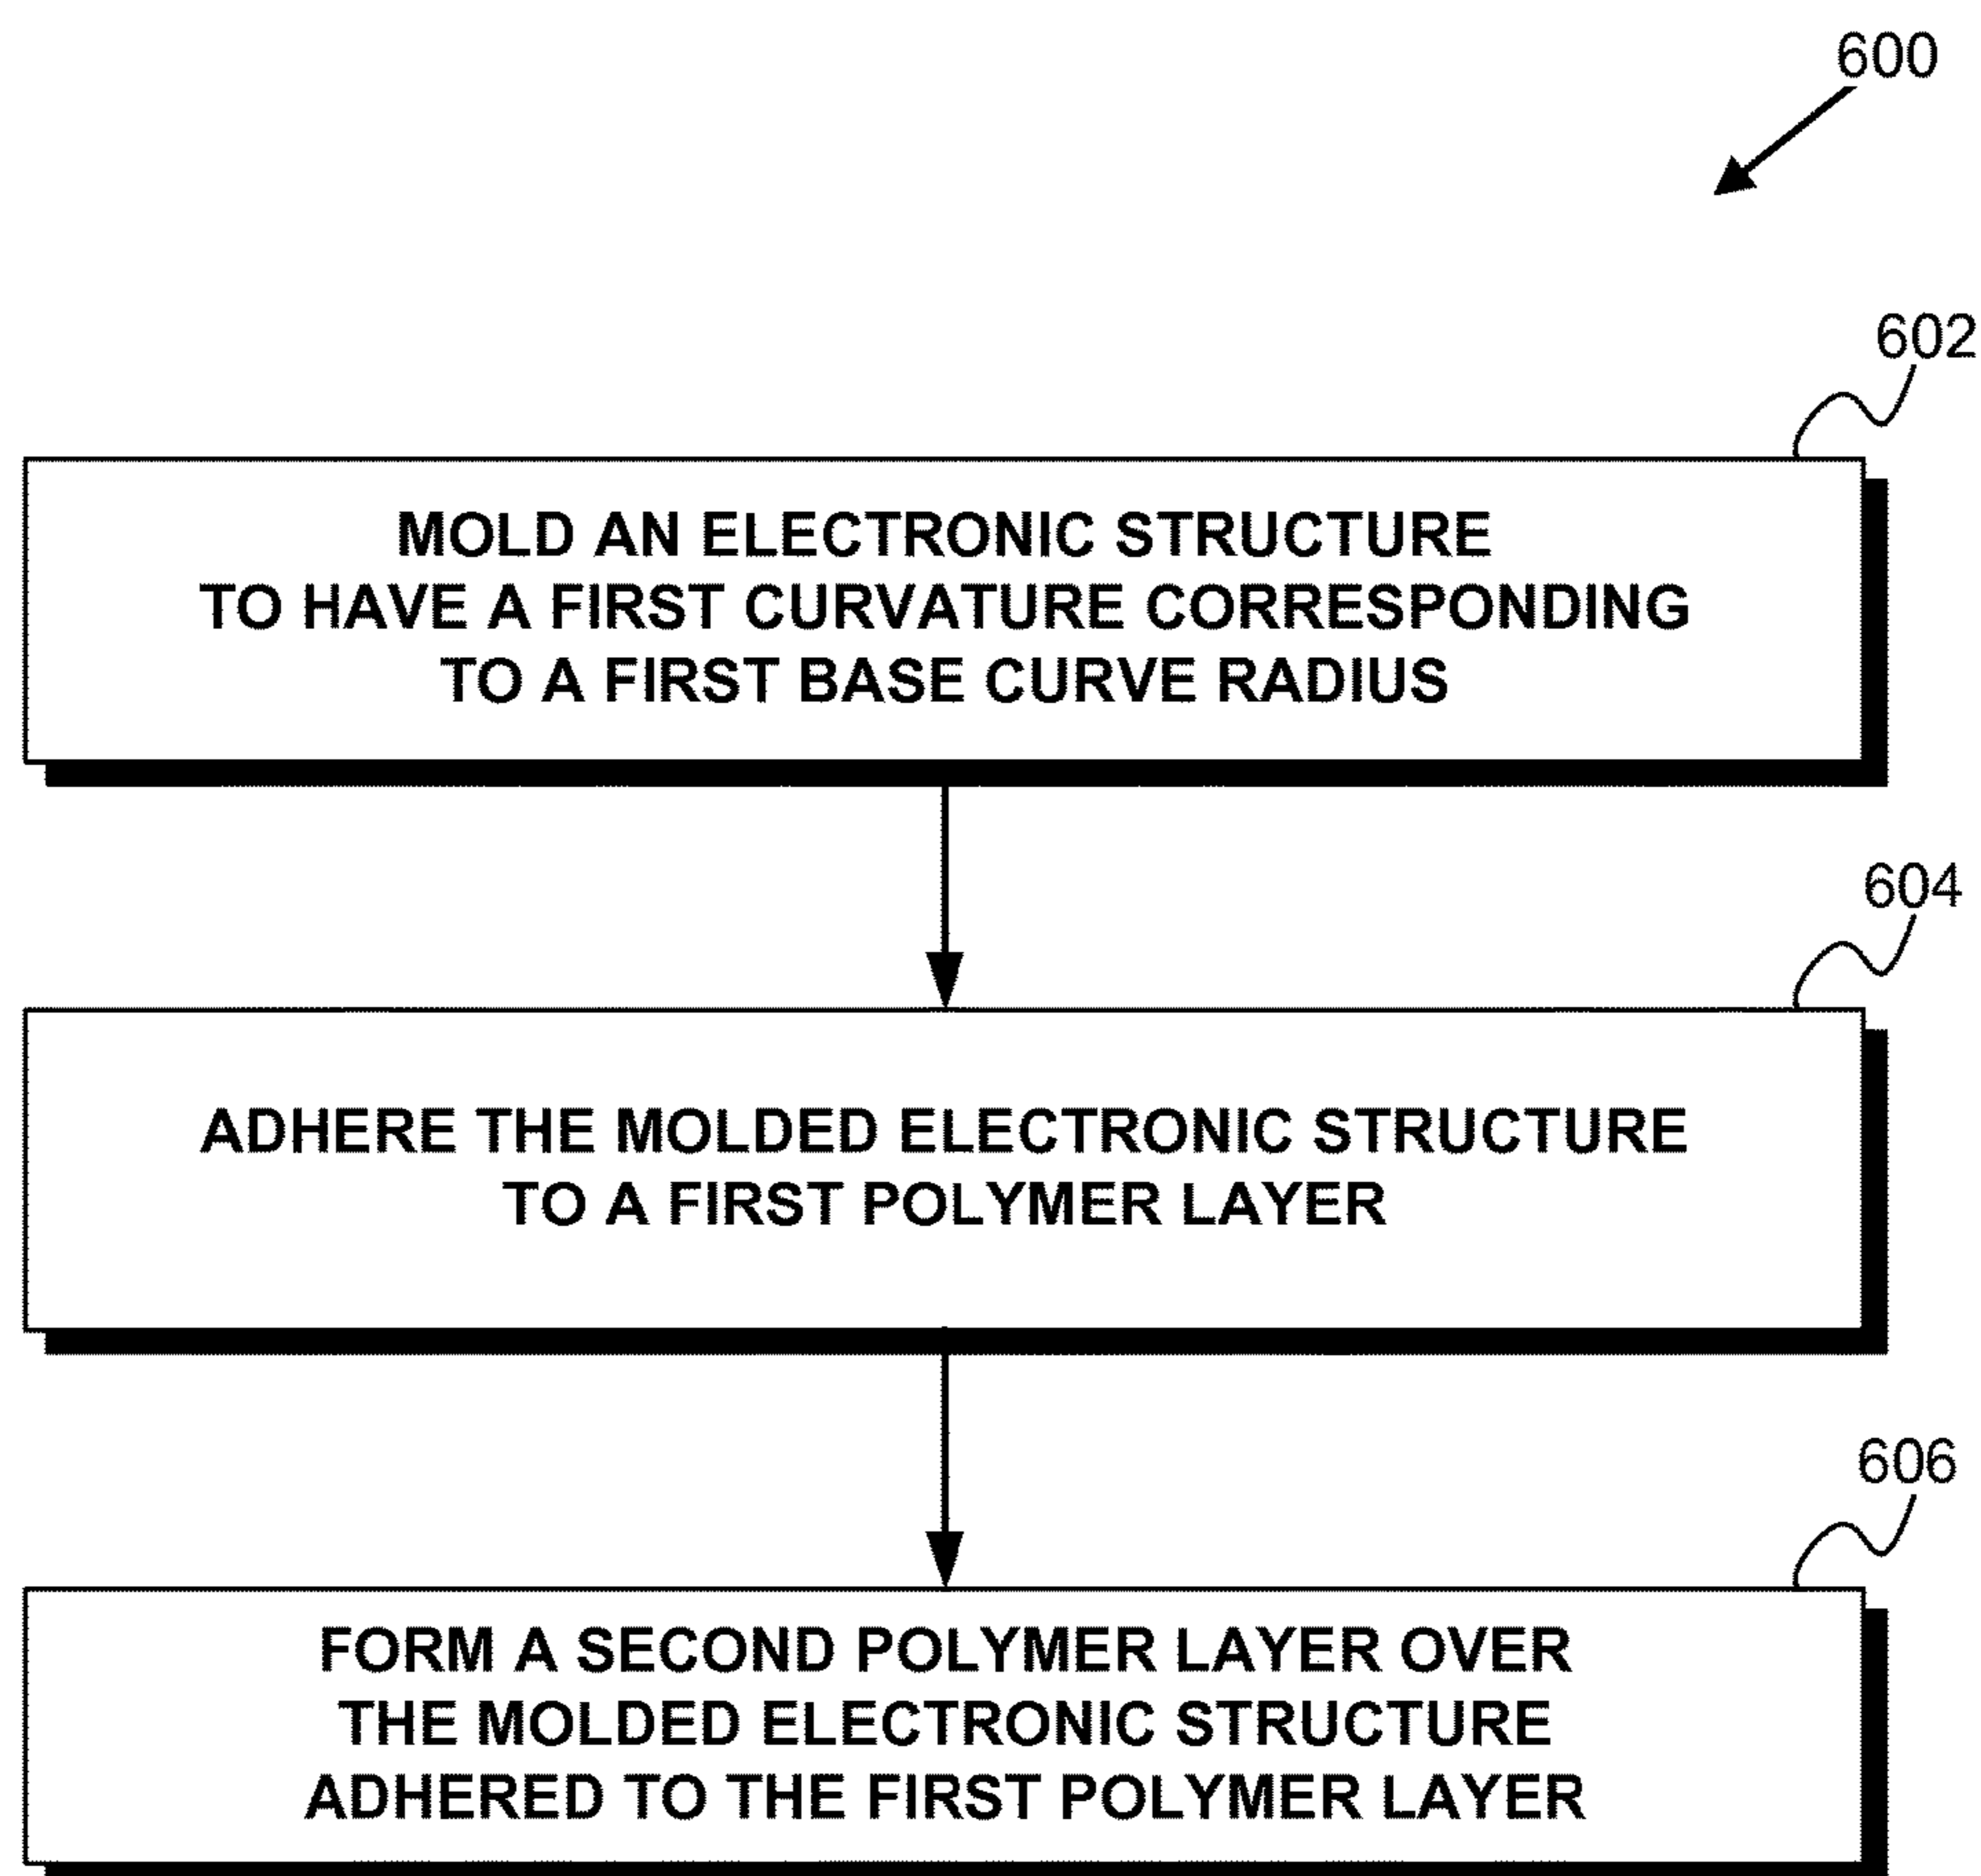 600
602
MOLD AN ELECTRONIC STRUCTURE
TO HAVE A FIRST CURVATURE CORRESPONDING
TO A FIRST BASE CURVE RADIUS
604
ADHERE THE MOLDED ELECTRONIC STRUCTURE
TO A FIRST POLYMER LAYER
606
FORM A SECOND POLYMER LAYER OVER
THE MOLDED ELECTRONIC STRUCTURE
ADHERED TO THE FIRST POLYMER LAYER